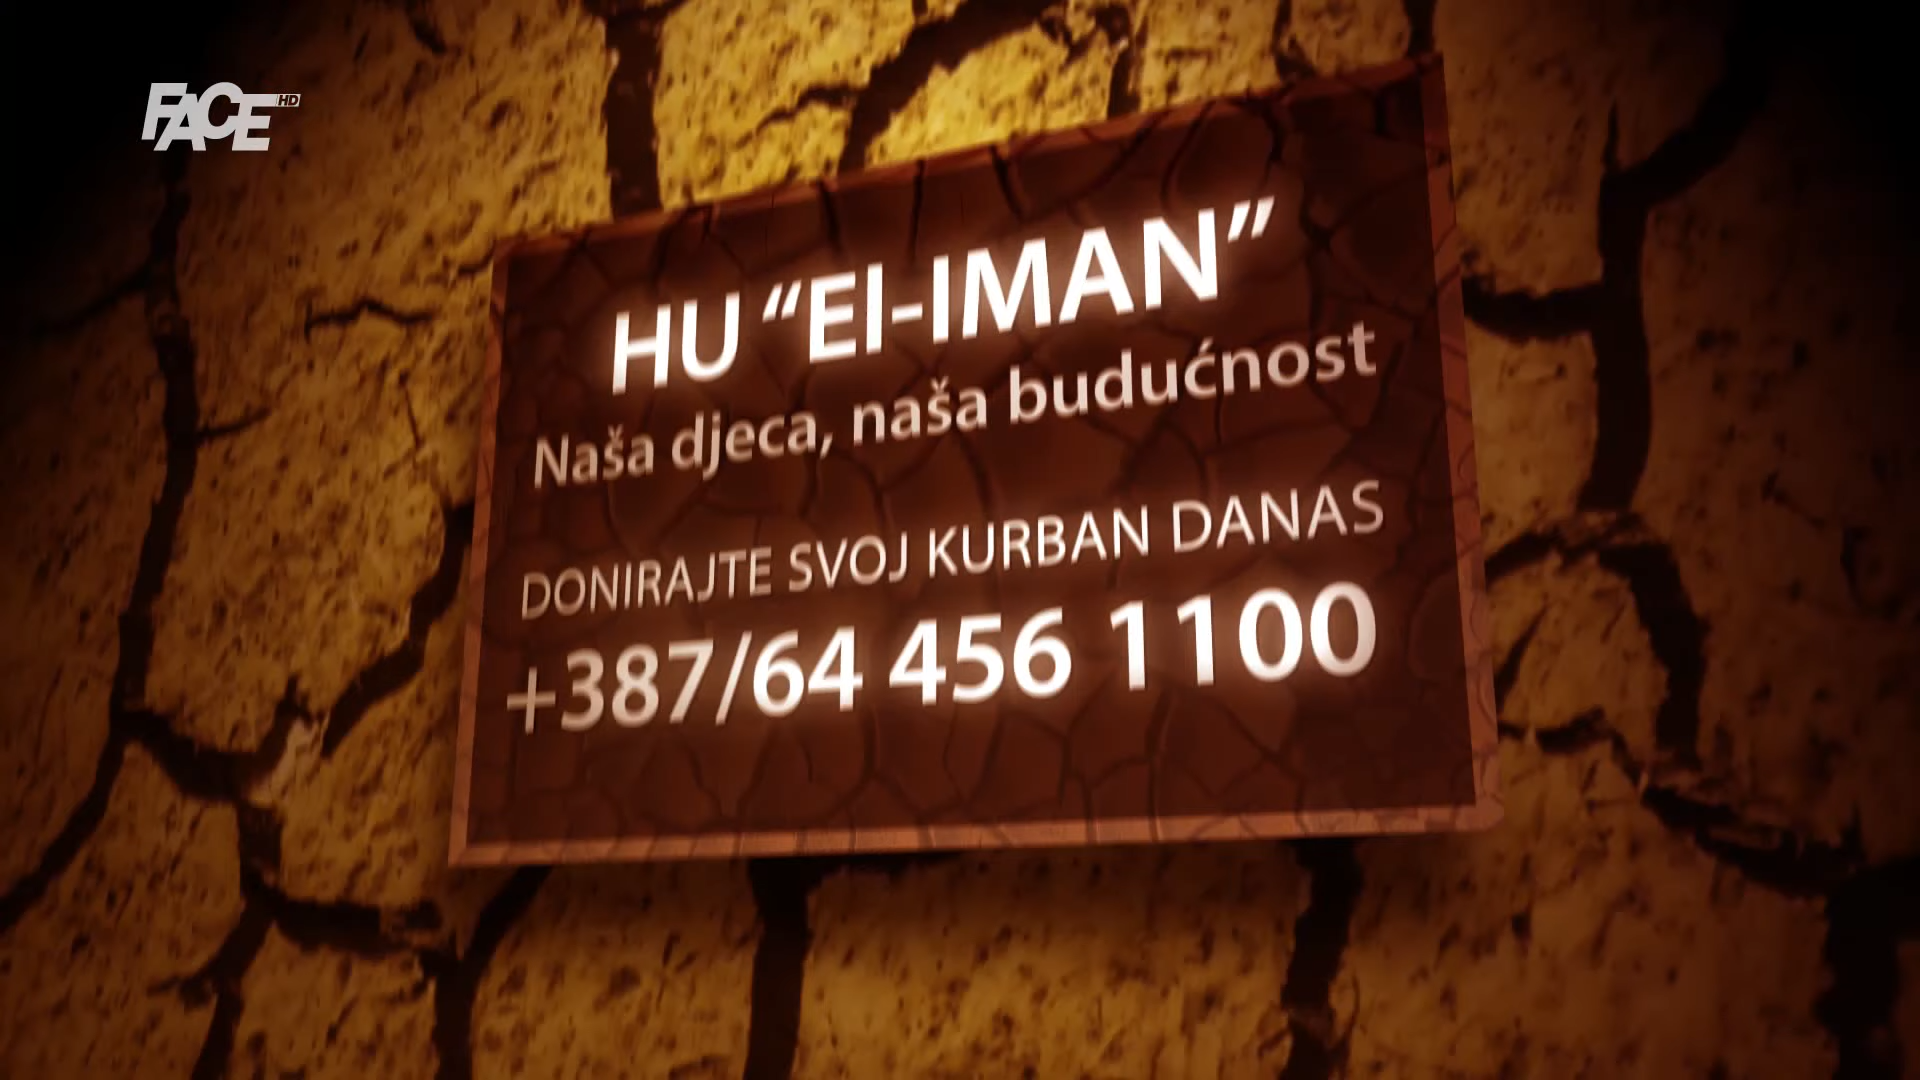 FACE HD
HU “El-IMAN”
Naša djeca, naša budućnost
DONIRAJTE SVOJ KURBAN DANAS
+387/64 456 1100